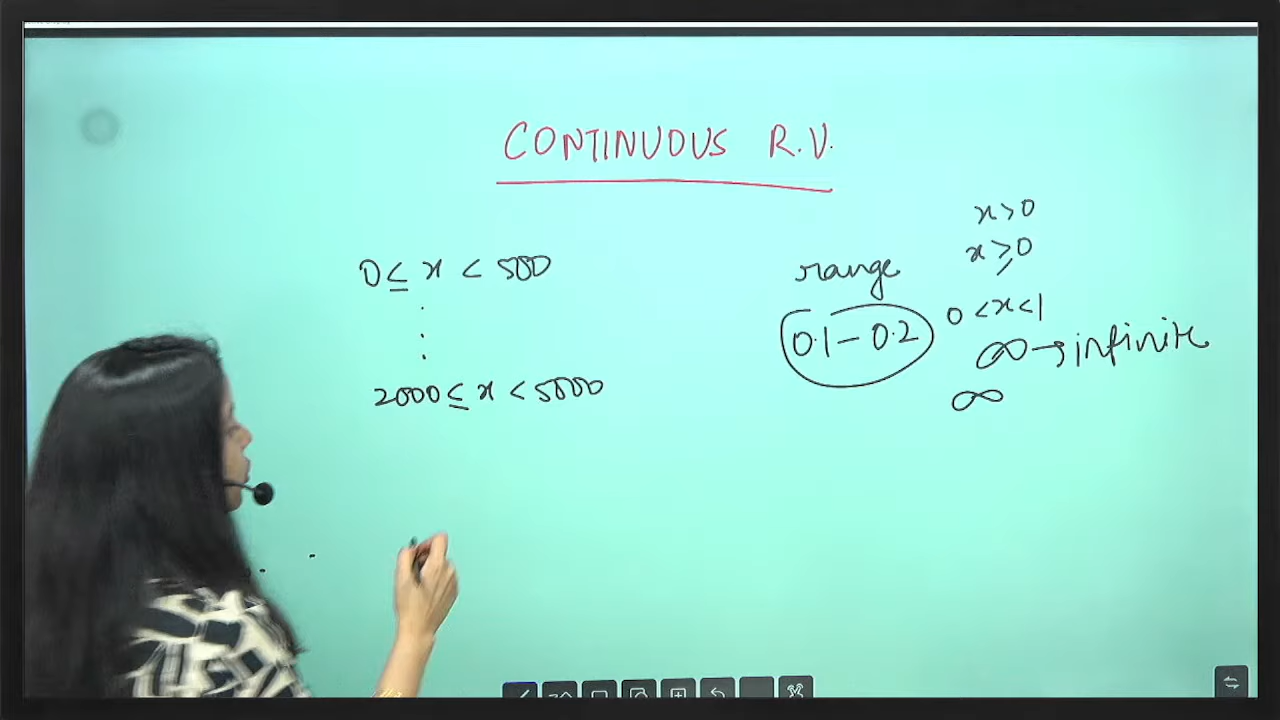 CONTINUOUS R.V.
0 ≤ x < 500
.
.
.
2000 ≤ x < 5000
range
0.1 – 0.2
x > 0
x ≥ 0
0 < x < 1
∞ → infinite
∞